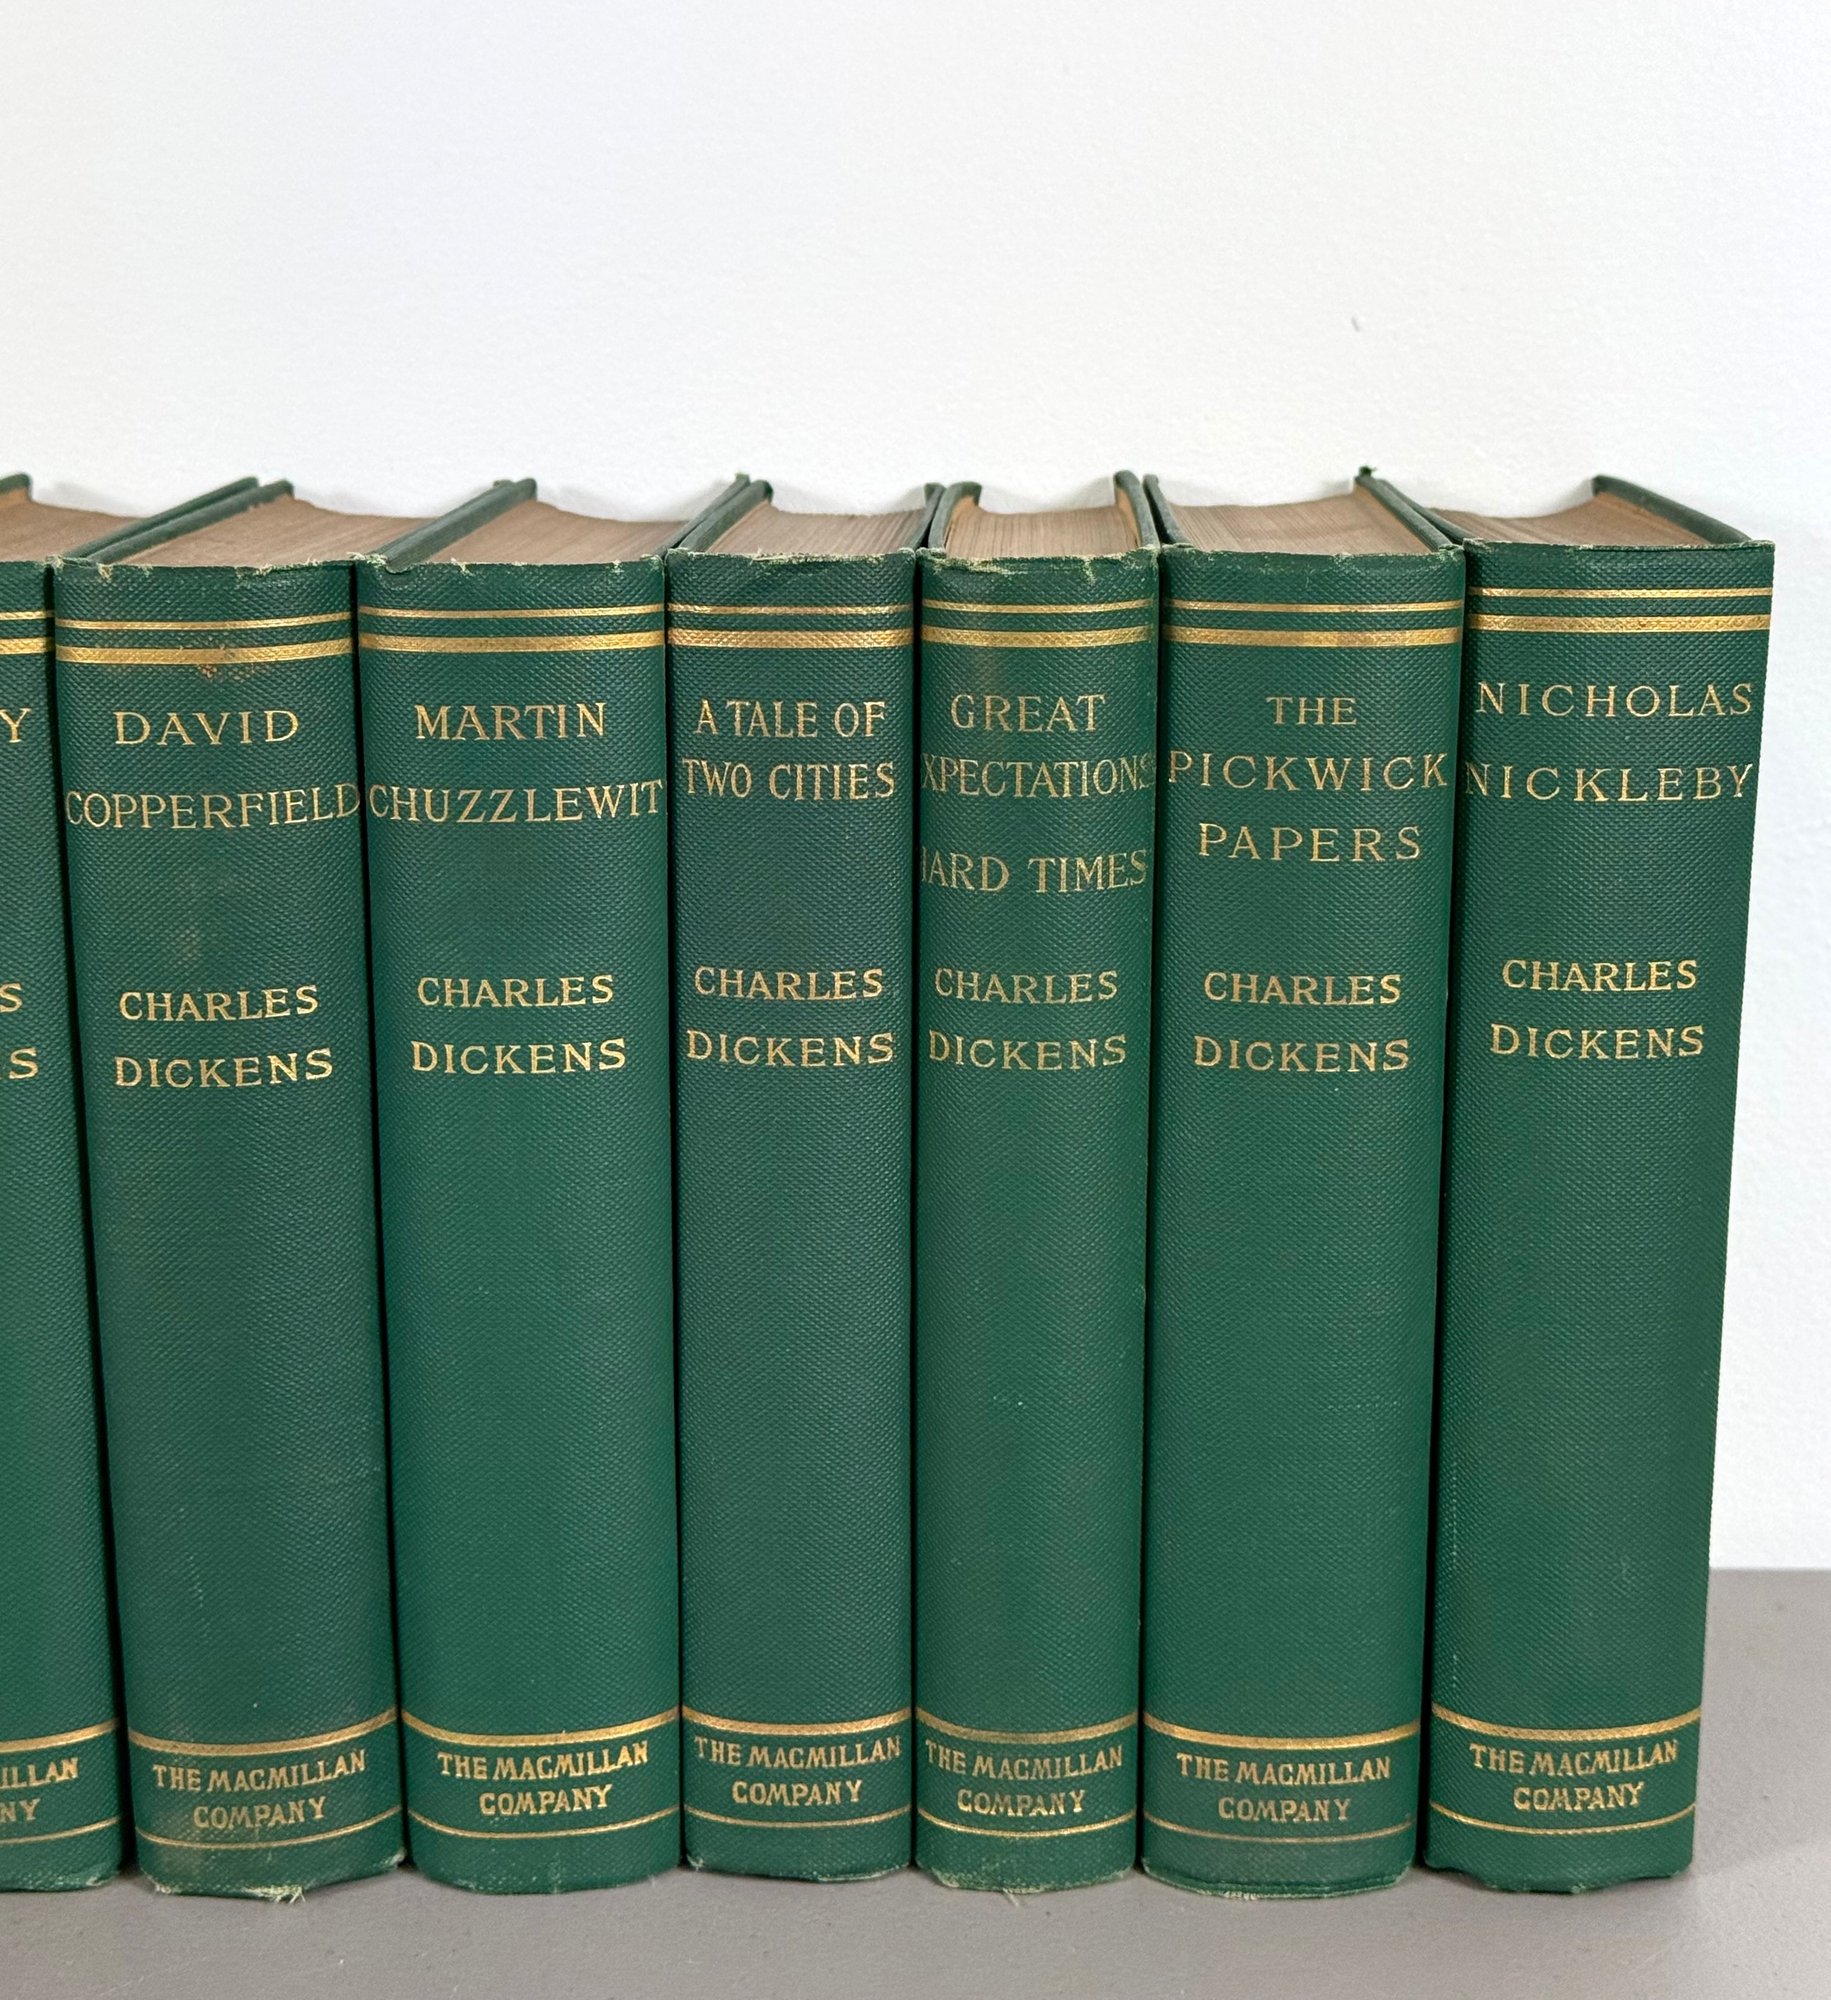 DAVID
COPPERFIELD
CHARLES
DICKENS
THE MACMILLAN
COMPANY
MARTIN
CHUZZLEWIT
CHARLES
DICKENS
THE MACMILLAN
COMPANY
A TALE OF
TWO CITIES
CHARLES
DICKENS
THE MACMILLAN
COMPANY
GREAT
EXPECTATIONS
HARD TIMES
CHARLES
DICKENS
THE MACMILLAN
COMPANY
THE
PICKWICK
PAPERS
CHARLES
DICKENS
THE MACMILLAN
COMPANY
NICHOLAS
NICKLEBY
CHARLES
DICKENS
THE MACMILLAN
COMPANY